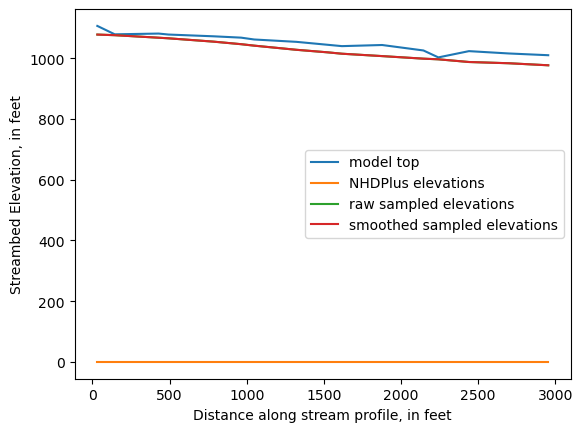 Streambed Elevation, in feet
1000
800
600
400
200
0
model top
NHDPlus elevations
raw sampled elevations
smoothed sampled elevations
0 500 1000 1500 2000 2500 3000
Distance along stream profile, in feet